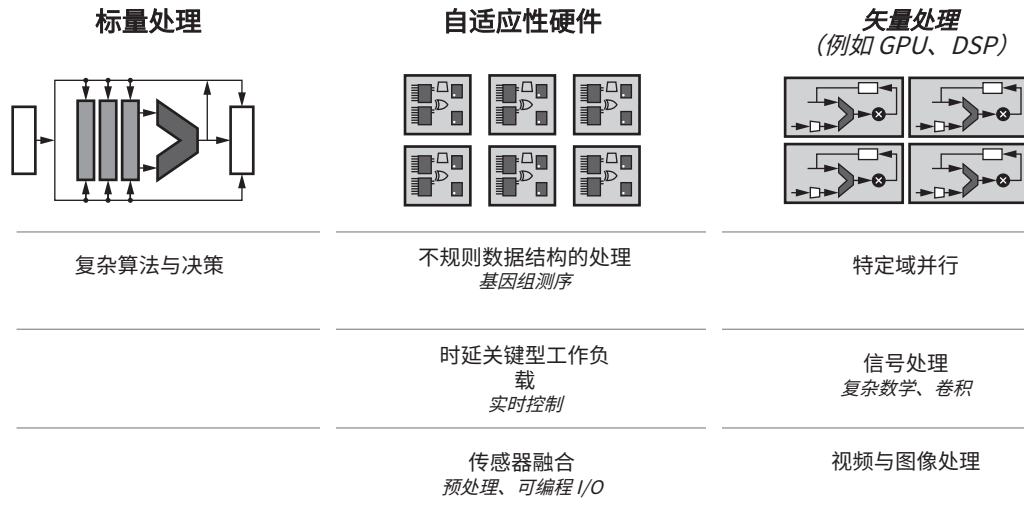 标量处理
自适应性硬件
矢量处理
（例如 GPU、DSP）
复杂算法与决策
不规则数据结构的处理
基因组测序
特定域并行
时延关键型工作负
载
实时控制
信号处理
复杂数学、卷积
传感器融合
预处理、可编程 I/O
视频与图像处理